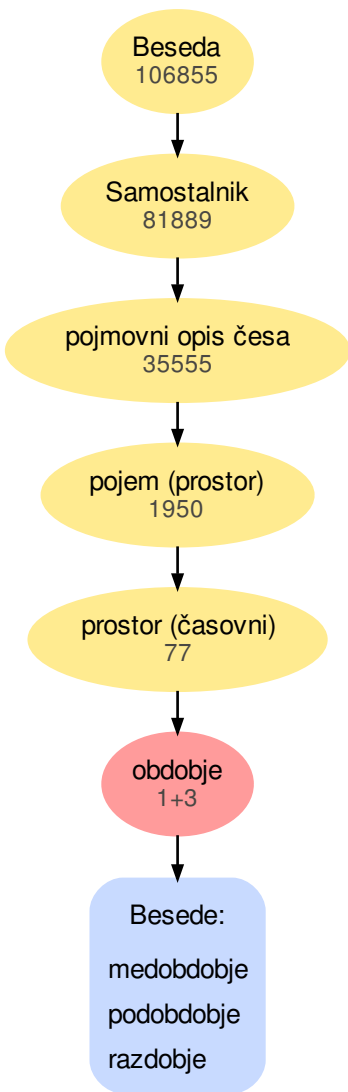 Beseda
106855
Samostalnik
81889
pojmovni opis česa
35555
pojem (prostor)
1950
prostor (časovni)
77
obdobje
1+3
Besede:
medobdobje
podobdobje
razdobje